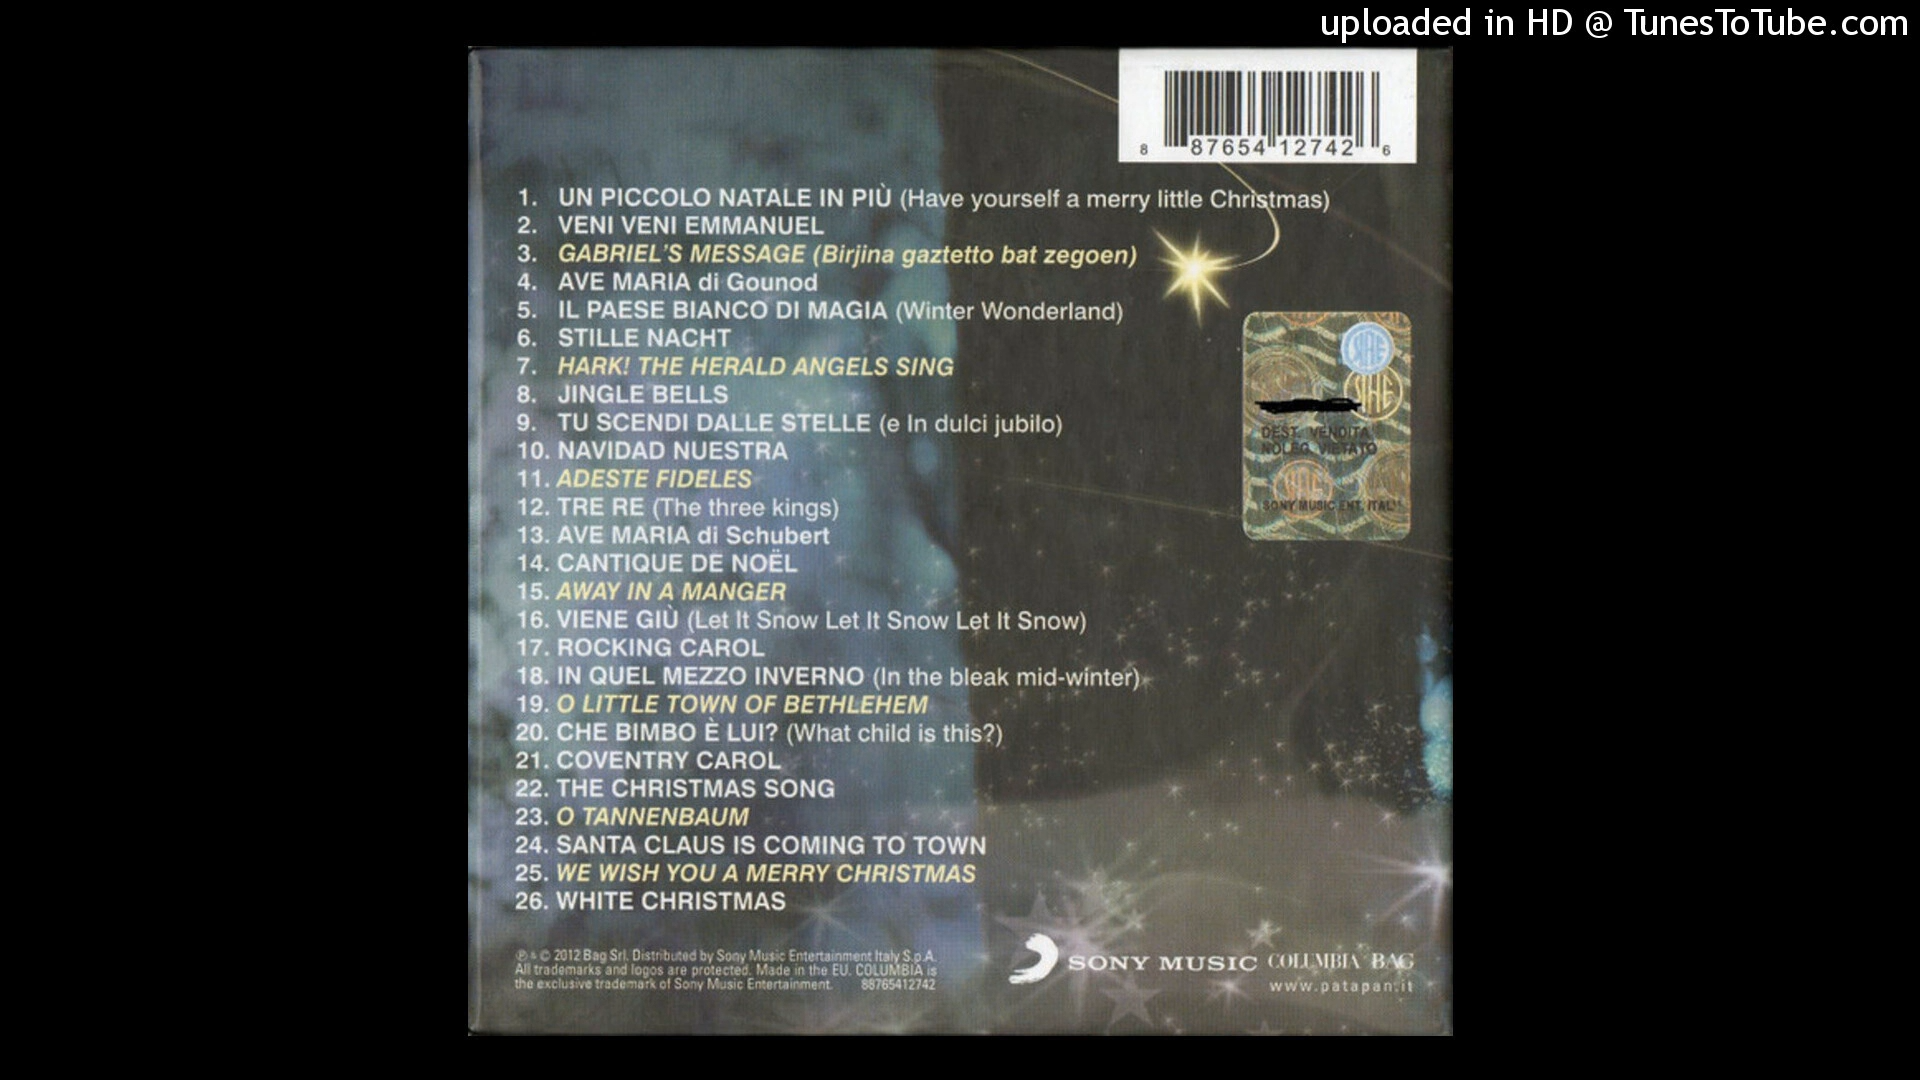 uploaded in HD @ TunesToTube.com
8 87654 12742 6
1. UN PICCOLO NATALE IN PIÙ (Have yourself a merry little Christmas)
2. VENI VENI EMMANUEL
3. GABRIEL'S MESSAGE (Birjina gaztetto bat zegoen)
4. AVE MARIA di Gounod
5. IL PAESE BIANCO DI MAGIA (Winter Wonderland)
6. STILLE NACHT
7. HARK! THE HERALD ANGELS SING
8. JINGLE BELLS
9. TU SCENDI DALLE STELLE (e In dulci jubilo)
10. NAVIDAD NUESTRA
11. ADESTE FIDELES
12. TRE RE (The three kings)
13. AVE MARIA di Schubert
14. CANTIQUE DE NOËL
15. AWAY IN A MANGER
16. VIENE GIÙ (Let It Snow Let It Snow Let It Snow)
17. ROCKING CAROL
18. IN QUEL MEZZO INVERNO (In the bleak mid-winter)
19. O LITTLE TOWN OF BETHLEHEM
20. CHE BIMBO È LUI? (What child is this?)
21. COVENTRY CAROL
22. THE CHRISTMAS SONG
23. O TANNENBAUM
24. SANTA CLAUS IS COMING TO TOWN
25. WE WISH YOU A MERRY CHRISTMAS
26. WHITE CHRISTMAS
DEST. VENDITA
NOLEG. VIETATO
SONY MUSIC ENT. ITAL
℗ & © 2012 Bag Srl. Distributed by Sony Music Entertainment Italy S.p.A.
All trademarks and logos are protected. Made in the EU. COLUMBIA is
the exclusive trademark of Sony Music Entertainment. 88765412742
SONY MUSIC COLUMBIA BAG
www.patapan.it